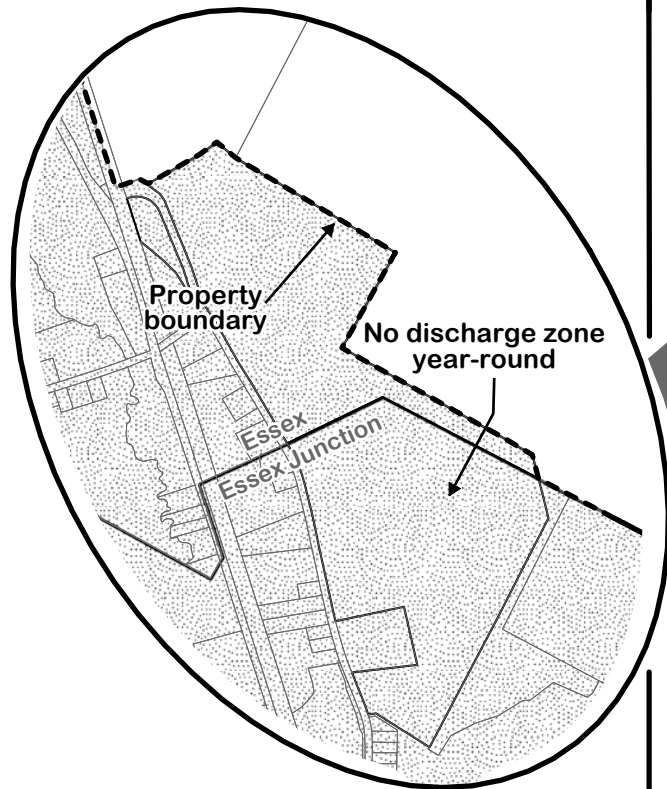 Property
boundary
No discharge zone
year-round
Essex
Essex Junction